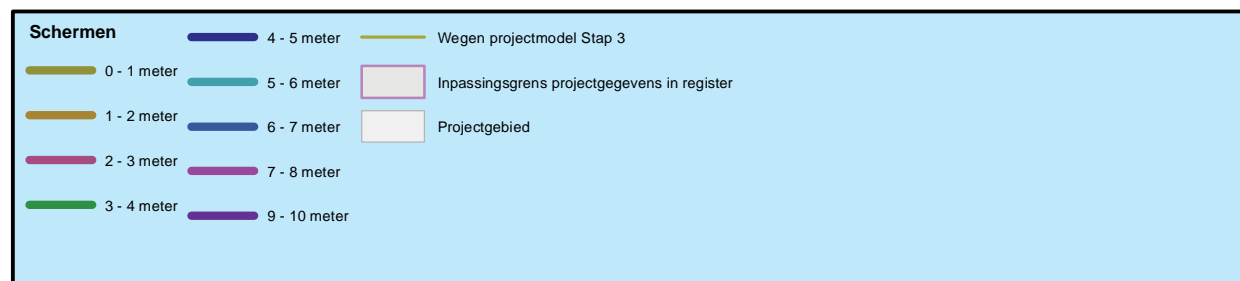 Schermen
0 - 1 meter
1 - 2 meter
2 - 3 meter
3 - 4 meter
4 - 5 meter
5 - 6 meter
6 - 7 meter
7 - 8 meter
9 - 10 meter
Wegen projectmodel Stap 3
Inpassingsgrens projectgegevens in register
Projectgebied